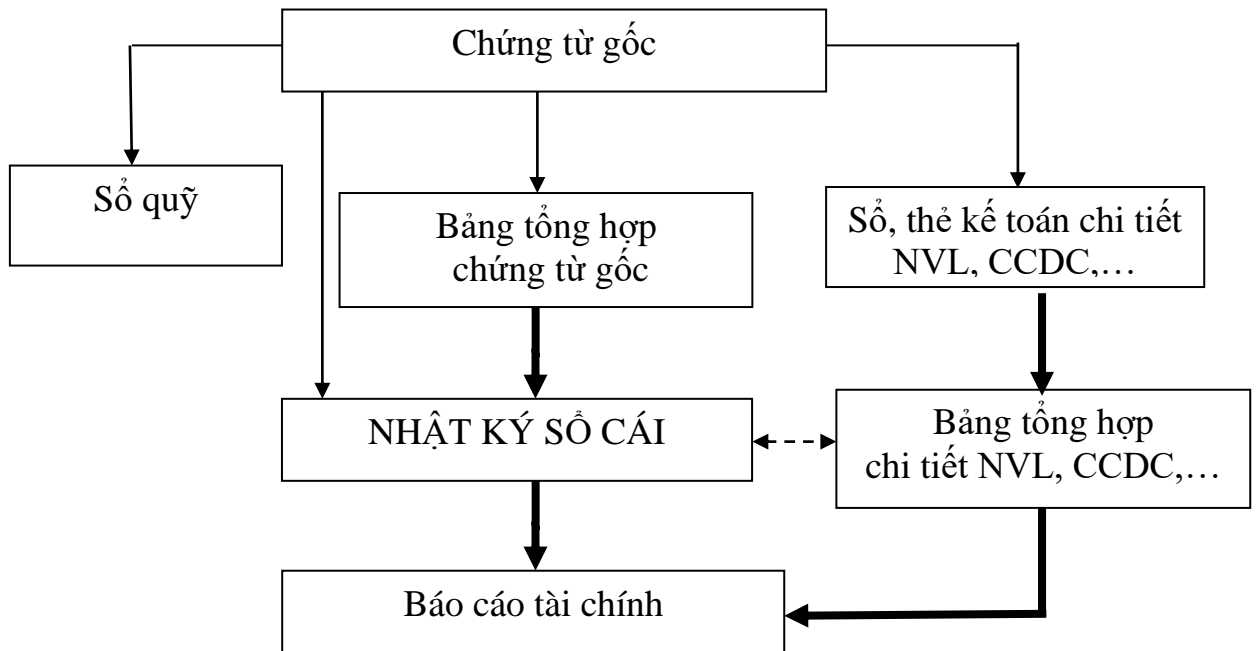 Chứng từ gốc
Sổ quỹ
Bảng tổng hợp
chứng từ gốc
Sổ, thẻ kế toán chi tiết
NVL, CCDC,…
NHẬT KÝ SỔ CÁI
Bảng tổng hợp
chi tiết NVL, CCDC,…
Báo cáo tài chính